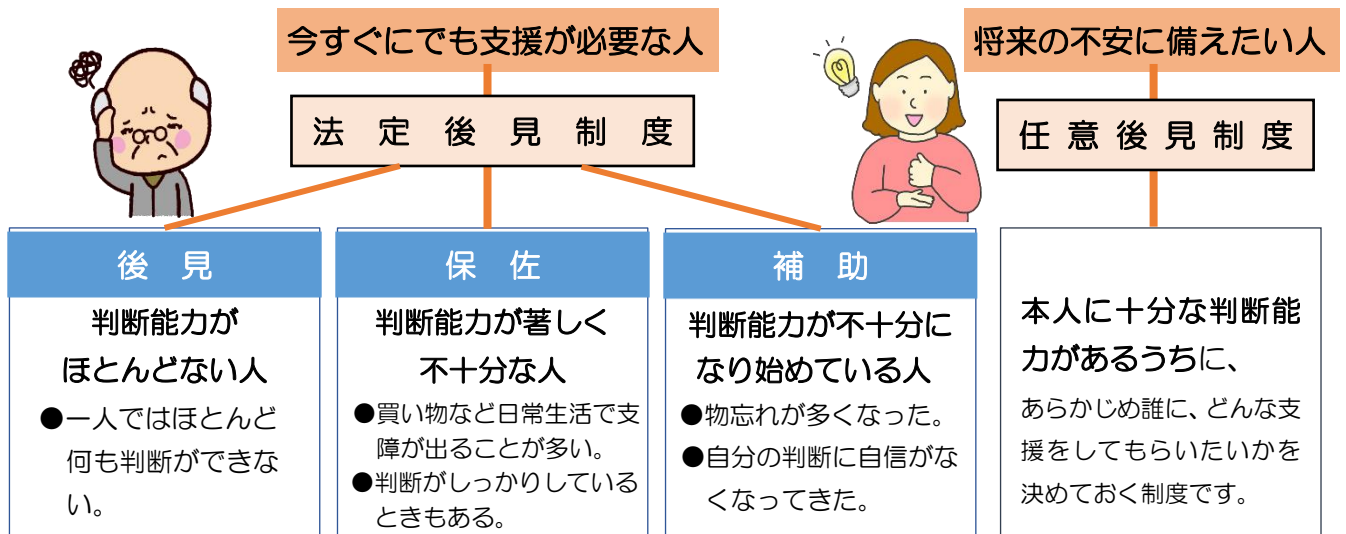 今すぐにでも支援が必要な人
法定後見制度
後見
判断能力が
ほとんどない人
●一人ではほとんど
何も判断ができな
い。
保佐
判断能力が著しく
不十分な人
●買い物など日常生活で支
障が出ることが多い。
●判断がしっかりしている
ときもある。
補助
判断能力が不十分に
なり始めている人
●物忘れが多くなった。
●自分の判断に自信がな
くなってきた。
将来の不安に備えたい人
任意後見制度
本人に十分な判断能
力があるうちに、
あらかじめ誰に、どんな支
援をしてもらいたいかを
決めておく制度です。